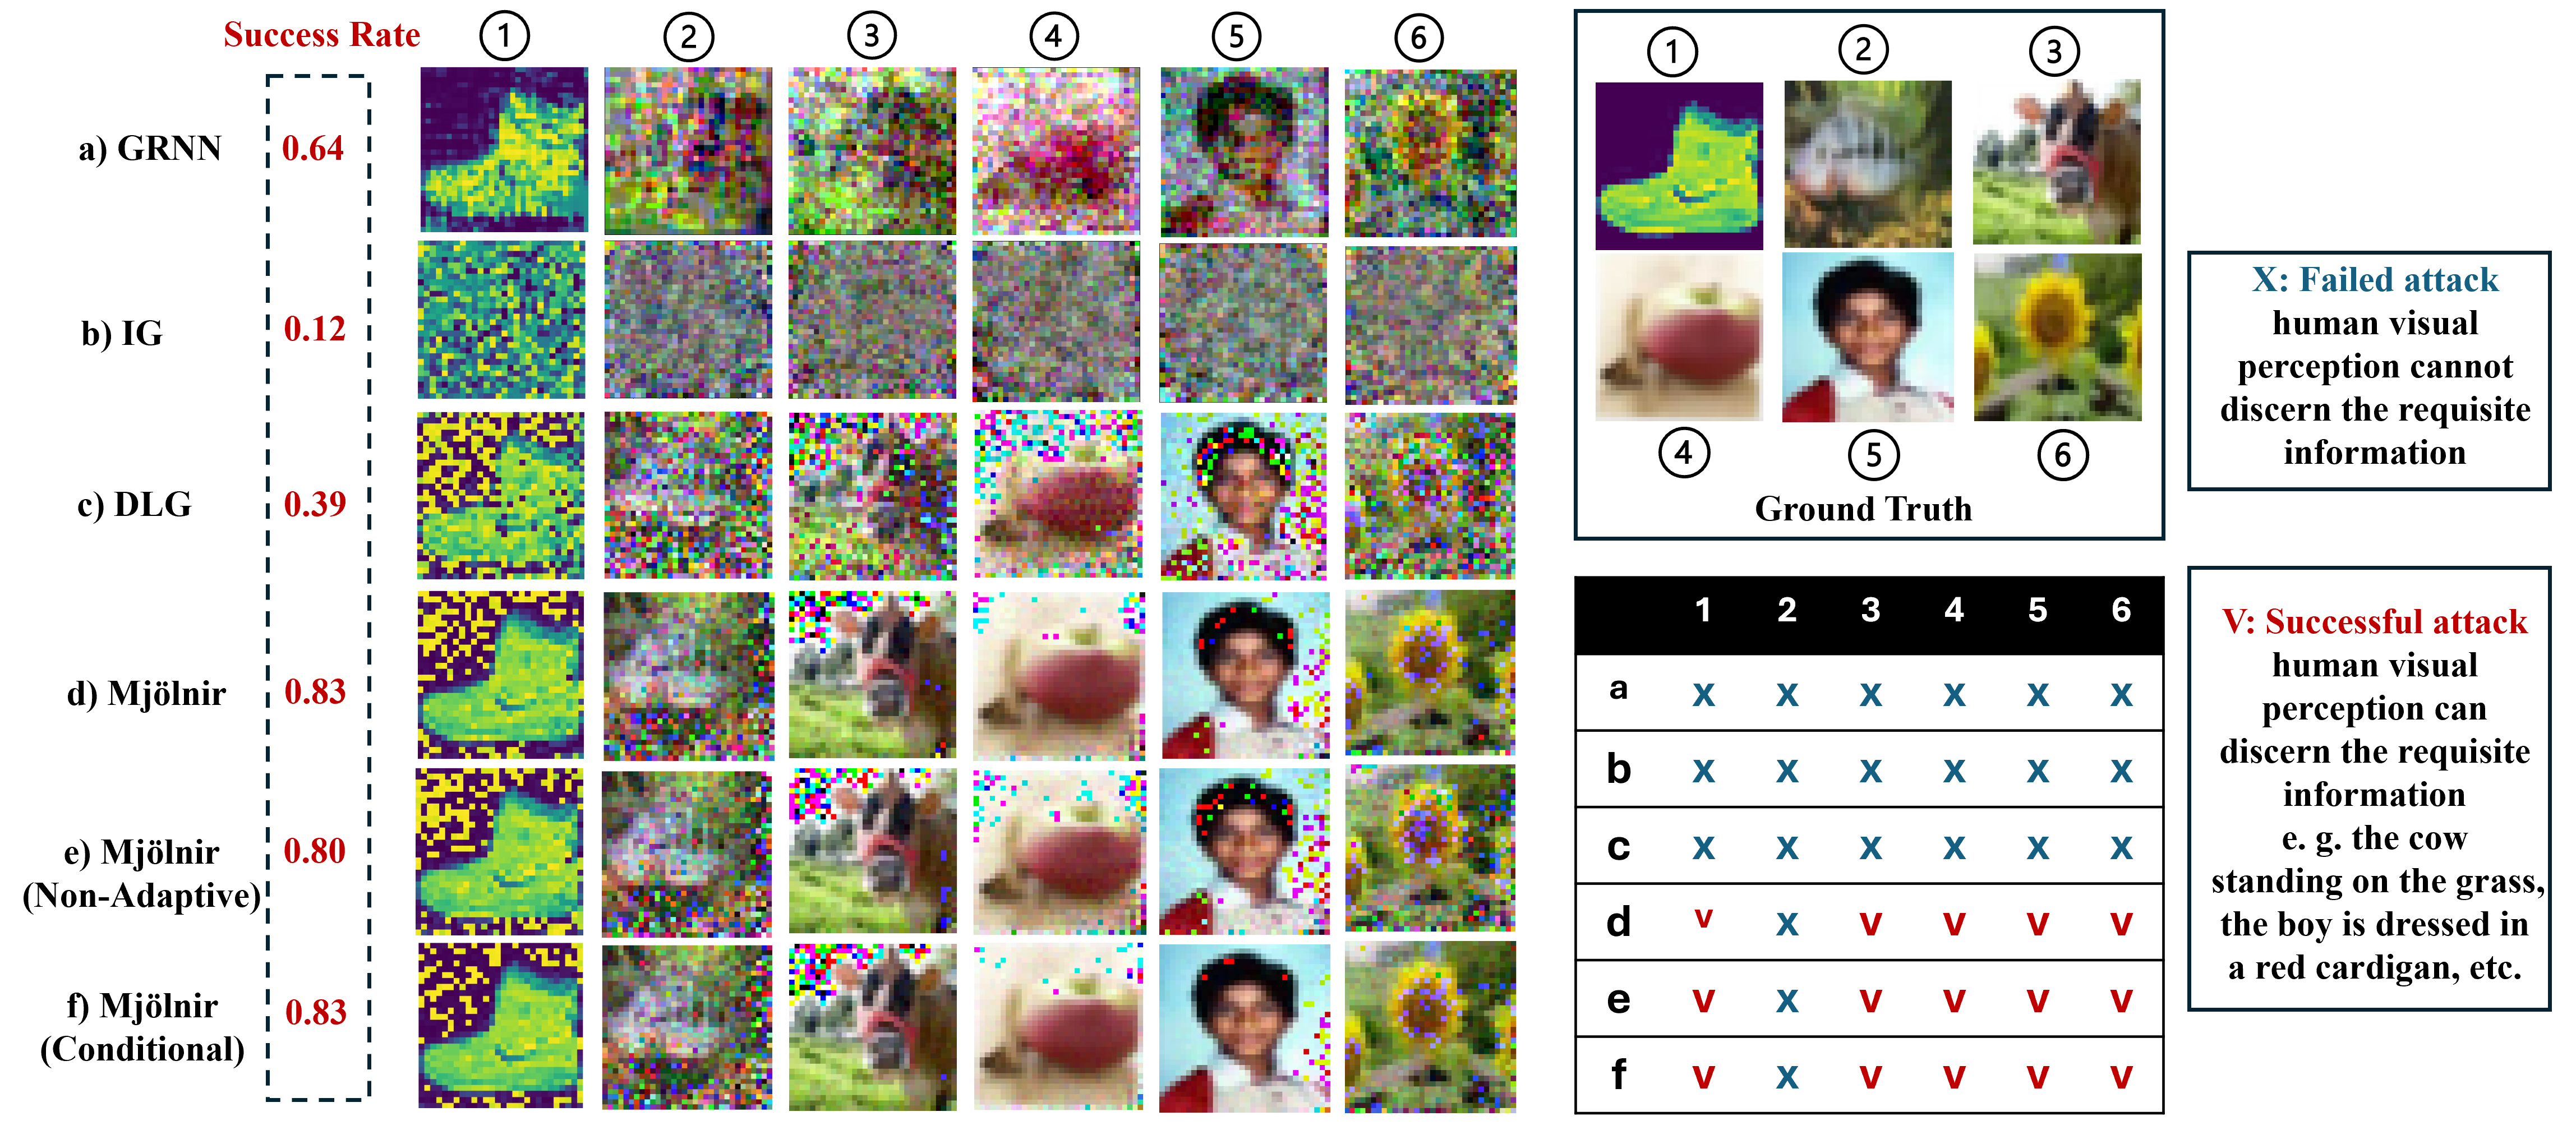 Success Rate ① ② ③ ④ ⑤ ⑥
a) GRNN 0.64
b) IG 0.12
c) DLG 0.39
d) Mjölnir 0.83
e) Mjölnir 0.80
(Non-Adaptive)
f) Mjölnir 0.83
(Conditional)
① ② ③
④ ⑤ ⑥
Ground Truth
X: Failed attack
human visual
perception cannot
discern the requisite
information
1 2 3 4 5 6
a x x x x x x
b x x x x x x
c x x x x x x
d v x v v v v
e v x v v v v
f v x v v v v
V: Successful attack
human visual
perception can
discern the requisite
information
e. g. the cow
standing on the grass,
the boy is dressed in
a red cardigan, etc.